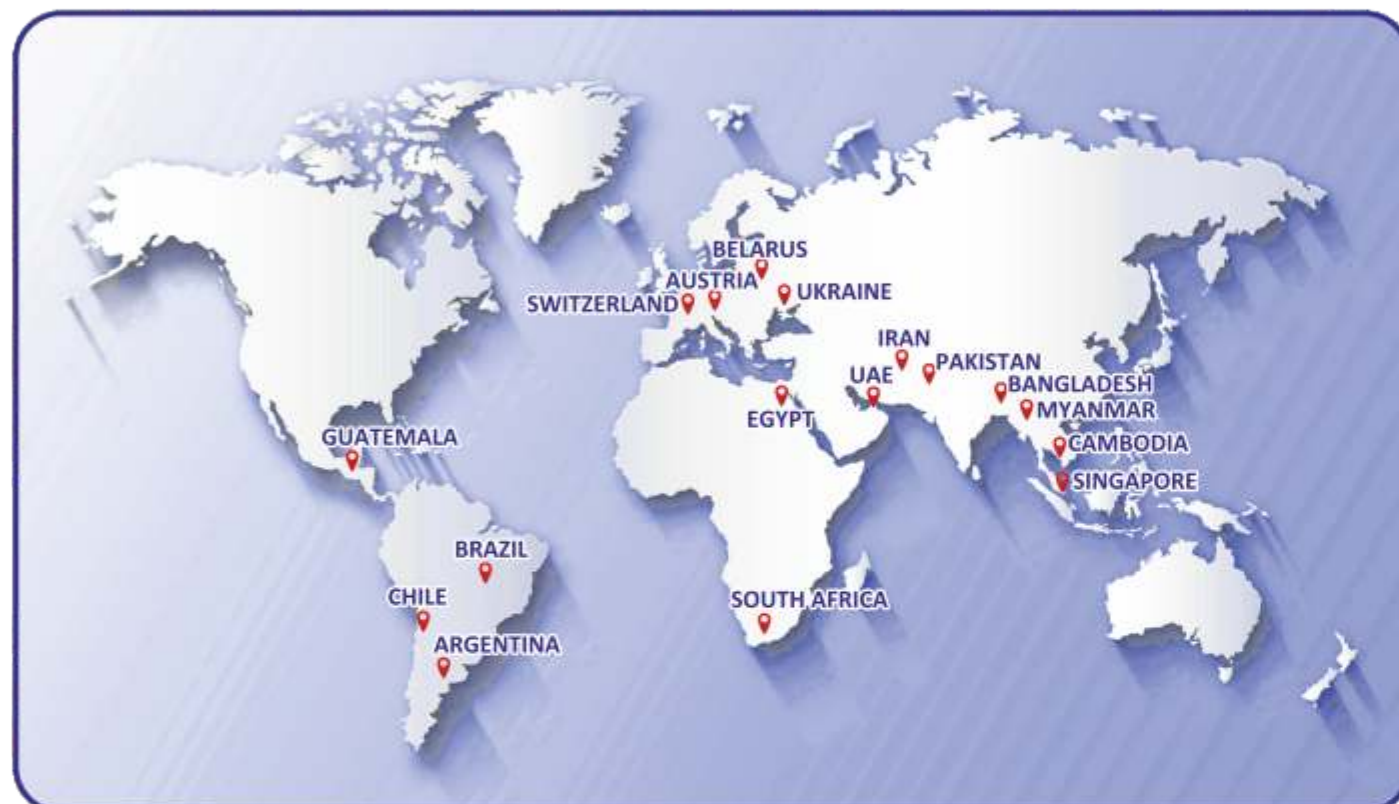 BELARUS
AUSTRIA
SWITZERLAND
UKRAINE
IRAN
PAKISTAN
UAE
BANGLADESH
EGYPT
MYANMAR
GUATEMALA
CAMBODIA
SINGAPORE
BRAZIL
CHILE
SOUTH AFRICA
ARGENTINA